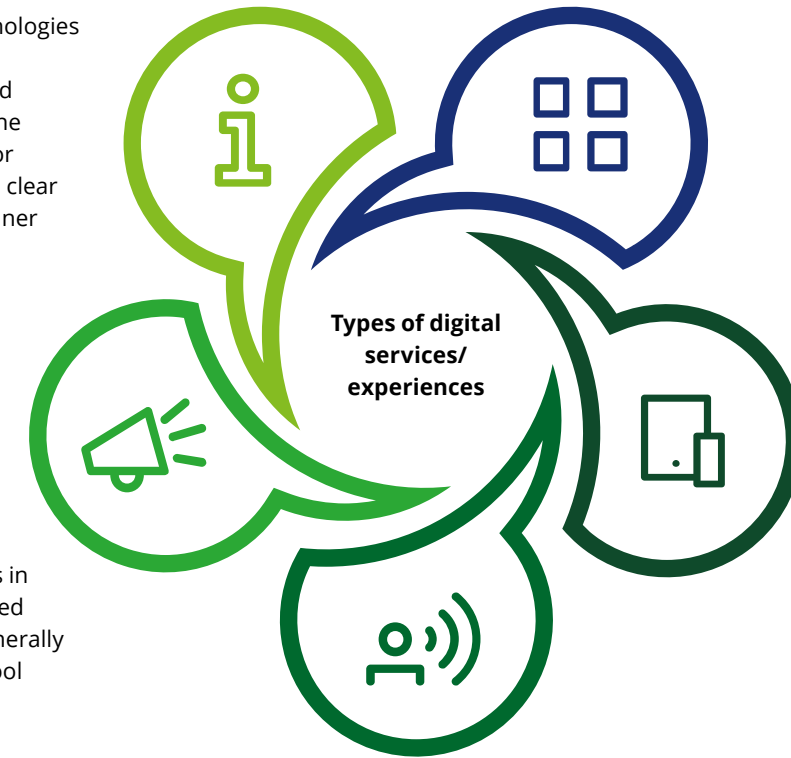 nologies
d
ne
or
clear
ner
Types of digital
services/
experiences
s in
ed
nerally
ool